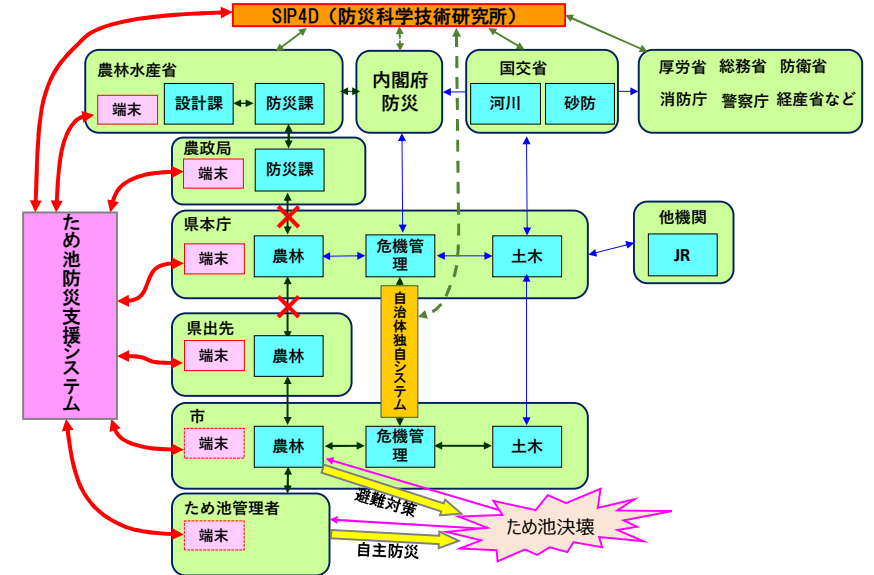 SIP4D（防災科学技術研究所）
農林水産省
端末
設計課
防災課
内閣府
防災
国交省
河川
砂防
厚労省 総務省 防衛省
消防庁 警察庁 経産省など
農政局
端末
防災課
ため池防災支援システム
県本庁
端末
農林
危機管
理
土木
他機関
JR
自治体独自システム
県出先
端末
農林
市
端末
農林
危機管
理
土木
ため池管理者
端末
避難対策
自主防災
ため池決壊